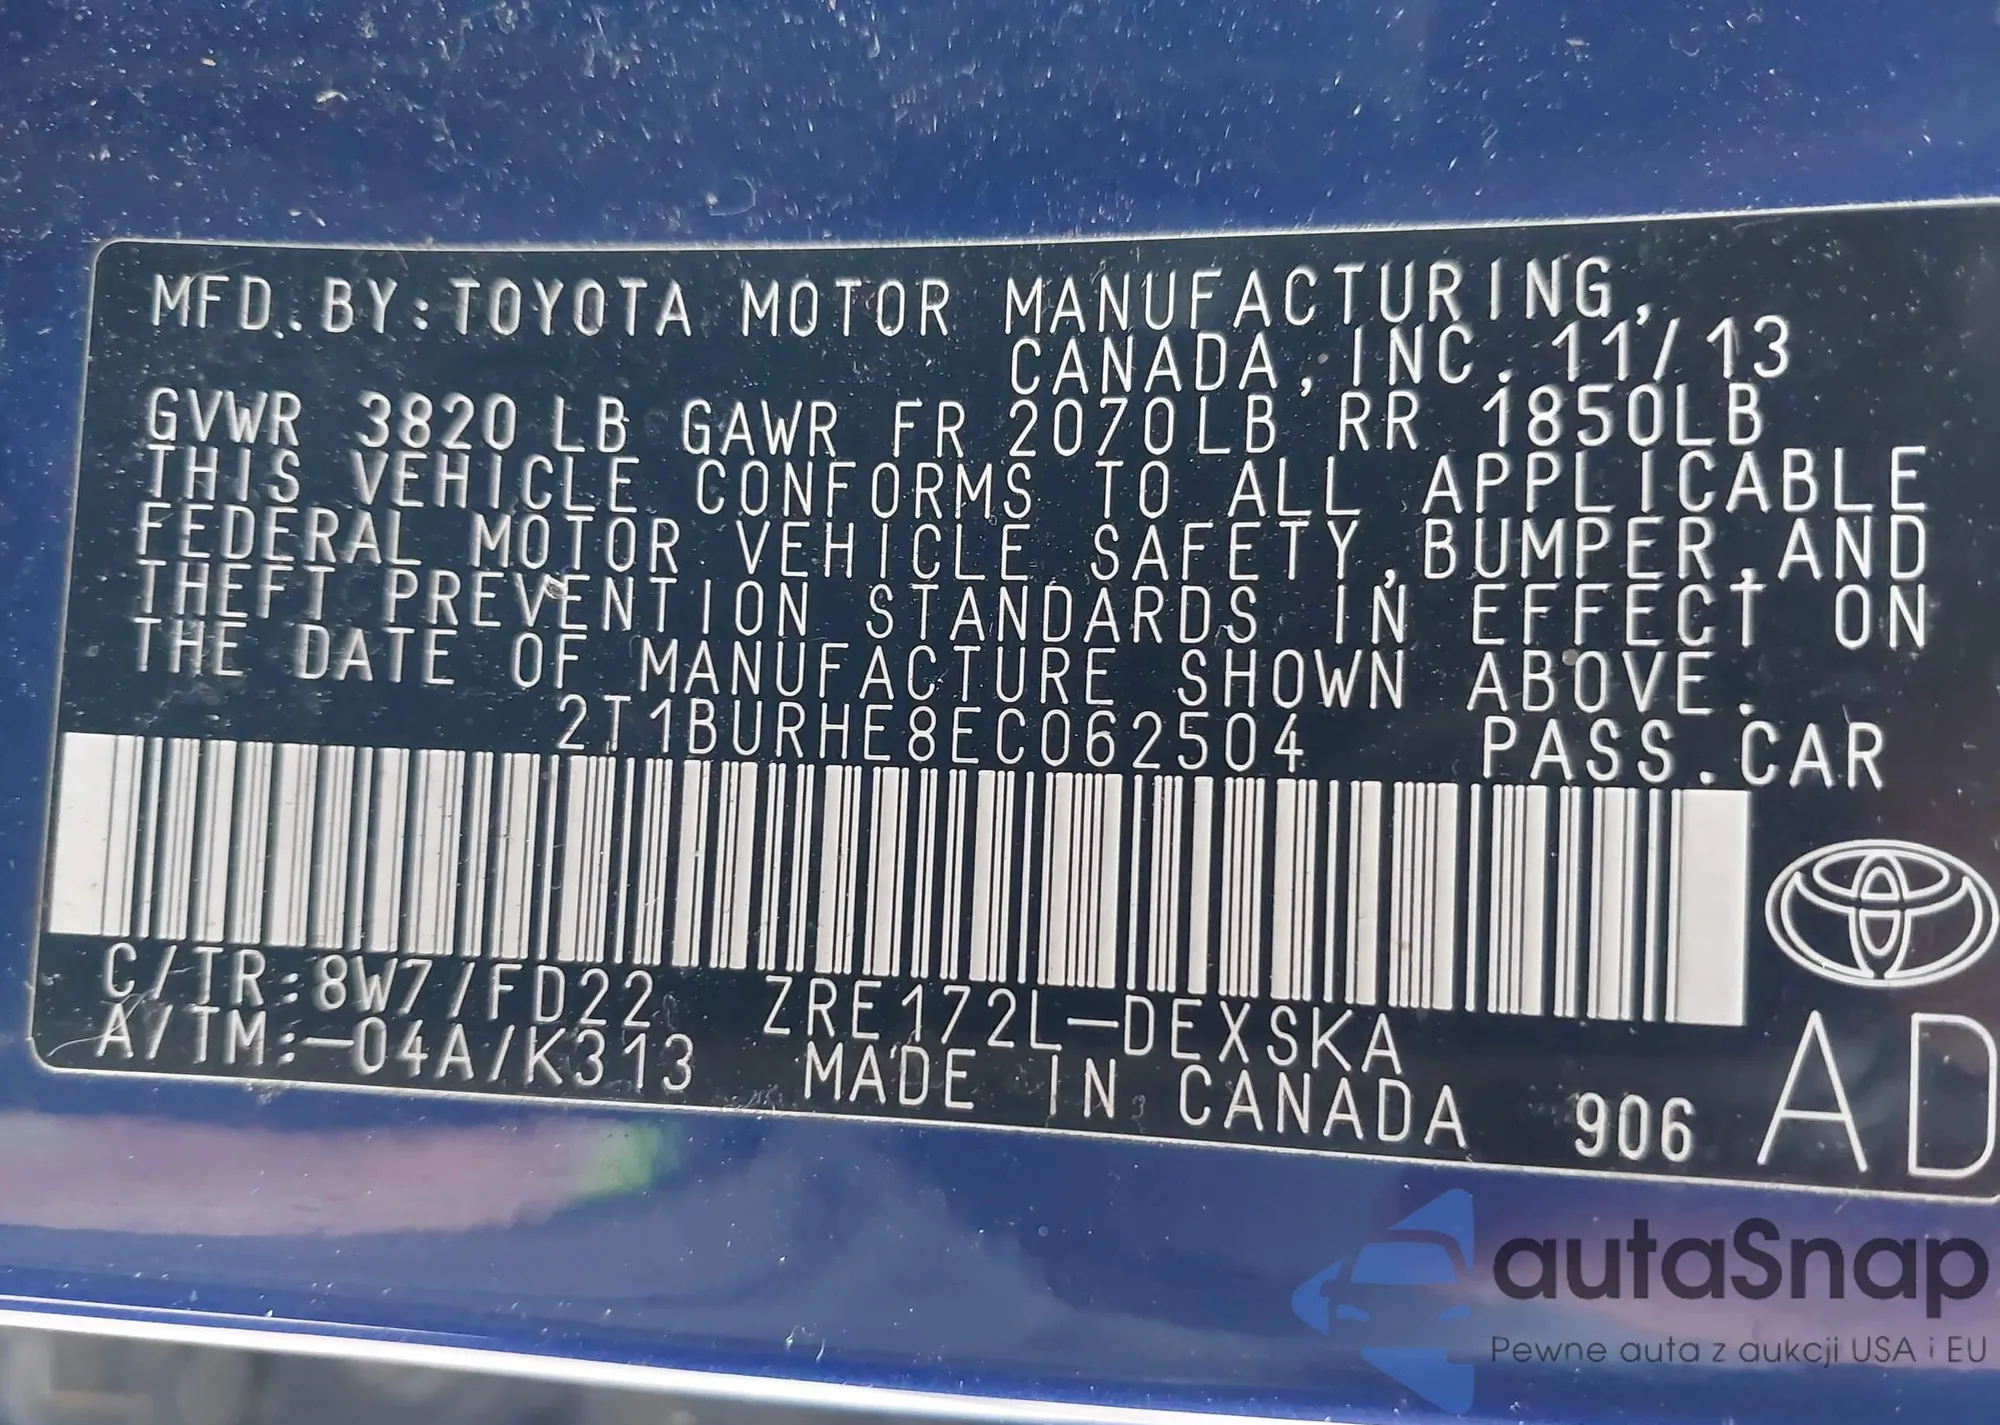 MFD. BY: TOYOTA MOTOR MANUFACTURING,
CANADA, INC. 11/13
GVWR 3820 LB GAWR FR 2070LB RR 1850LB
THIS VEHICLE CONFORMS TO ALL APPLICABLE
FEDERAL MOTOR VEHICLE SAFETY, BUMPER, AND
THEFT PREVENTION STANDARDS IN EFFECT ON
THE DATE OF MANUFACTURE SHOWN ABOVE.
2T1BURHE8EC062504 PASS. CAR
C/TR:8W7/FD22 ZRE172L-DEXSKA
A/TM:-04A/K313 MADE IN CANADA 906 AD
autaSnap
Pewne auta z aukcji USA i EU